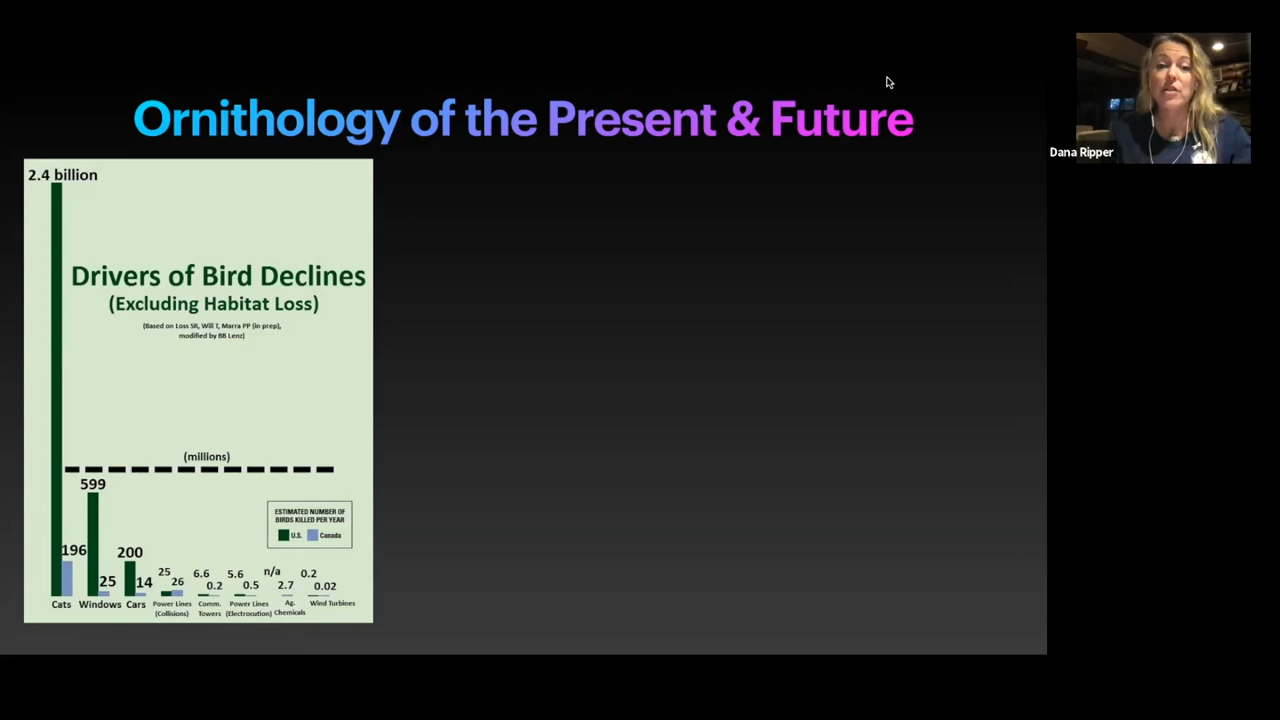 Ornithology of the Present & Future
Dana Ripper
2.4 billion
Drivers of Bird Declines
(Excluding Habitat Loss)
(Based on Loss SR, Will T, Marra PP (in prep),
modified by BB Lenz)
(millions)
599
196
25
200
14
25
26
6.6
0.2
5.6
0.5
n/a
2.7
0.2
0.02
ESTIMATED NUMBER OF
BIRDS KILLED PER YEAR
U.S. Canada
Cats
Windows
Cars
Power Lines
(Collisions)
Comm.
Towers
Power Lines
(Electrocution)
Ag.
Chemicals
Wind Turbines